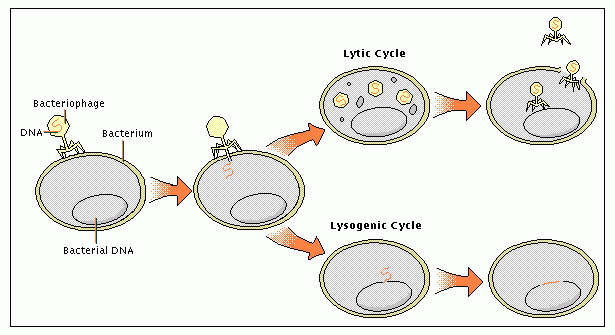 Lytic Cycle
Bacteriophage
DNA
Bacterium
Lysogenic Cycle
Bacterial DNA